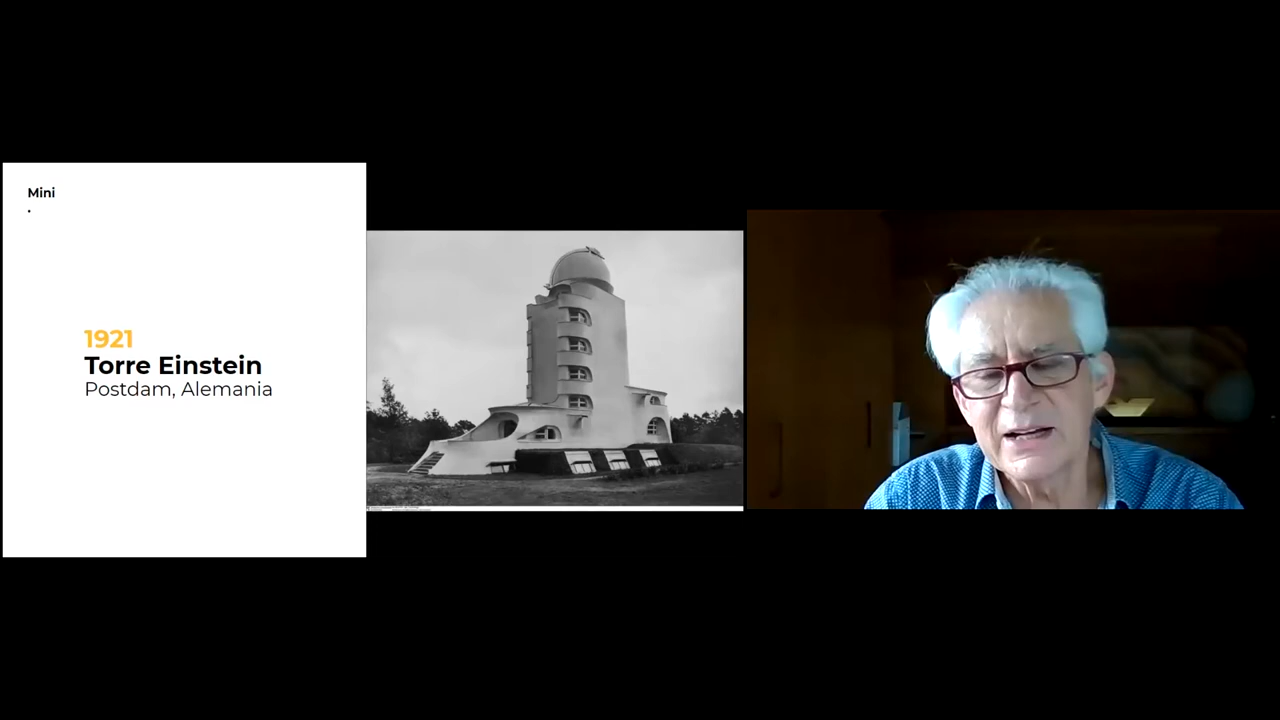 Mini
.
1921
Torre Einstein
Postdam, Alemania